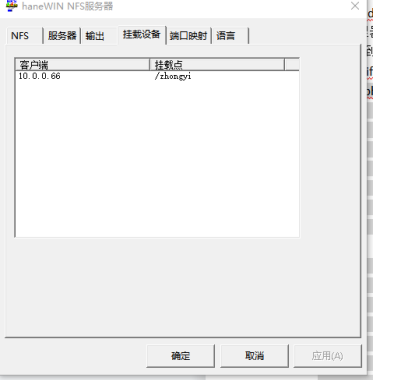 haneWIN NFS服务器
NFS 服务器 输出 挂载设备 端口映射 语言
客户端 挂载点
10.0.0.66 /zhongyi
确定 取消 应用(A)